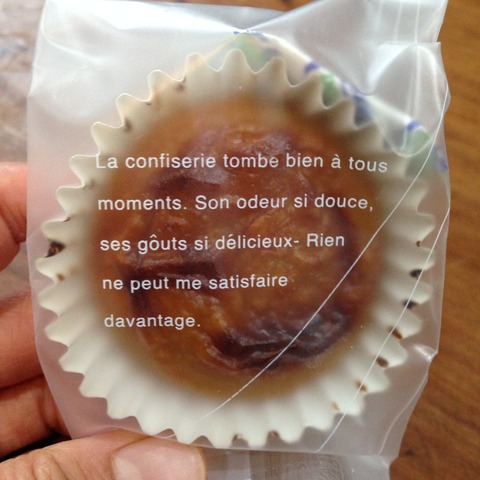 La confiserie tombe bien à tous
moments. Son odeur si douce,
ses goûts si délicieux- Rien
ne peut me satisfaire
davantage.